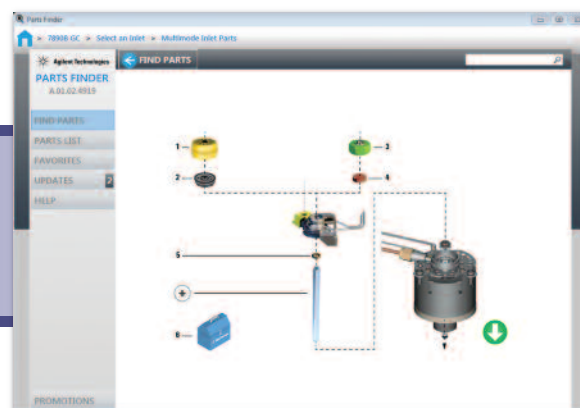 Parts Finder
» 7890B GC » Select an Inlet » Multimode Inlet Parts
Agilent Technologies
FIND PARTS
PARTS FINDER
A.01.02.4919
FIND PARTS
PARTS LIST
FAVORITES
UPDATES 2
HELP
1
3
2
4
5
6
PROMOTIONS